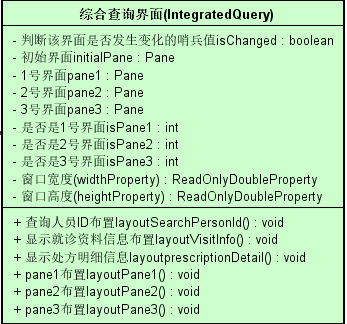 综合查询界面(IntegratedQuery)
- 判断该界面是否发生变化的哨兵值isChanged : boolean
- 初始界面initialPane : Pane
- 1号界面pane1 : Pane
- 2号界面pane2 : Pane
- 3号界面pane3 : Pane
- 是否是1号界面isPane1 : int
- 是否是2号界面isPane2 : int
- 是否是3号界面isPane3 : int
- 窗口宽度(widthProperty) : ReadOnlyDoubleProperty
- 窗口高度(heightProperty) : ReadOnlyDoubleProperty
+ 查询人员ID布置layoutSearchPersonId() : void
+ 显示就诊资料信息布置layoutVisitInfo() : void
+ 显示处方明细信息layoutprescriptionDetail() : void
+ pane1布置layoutPane1() : void
+ pane2布置layoutPane2() : void
+ pane3布置layoutPane3() : void